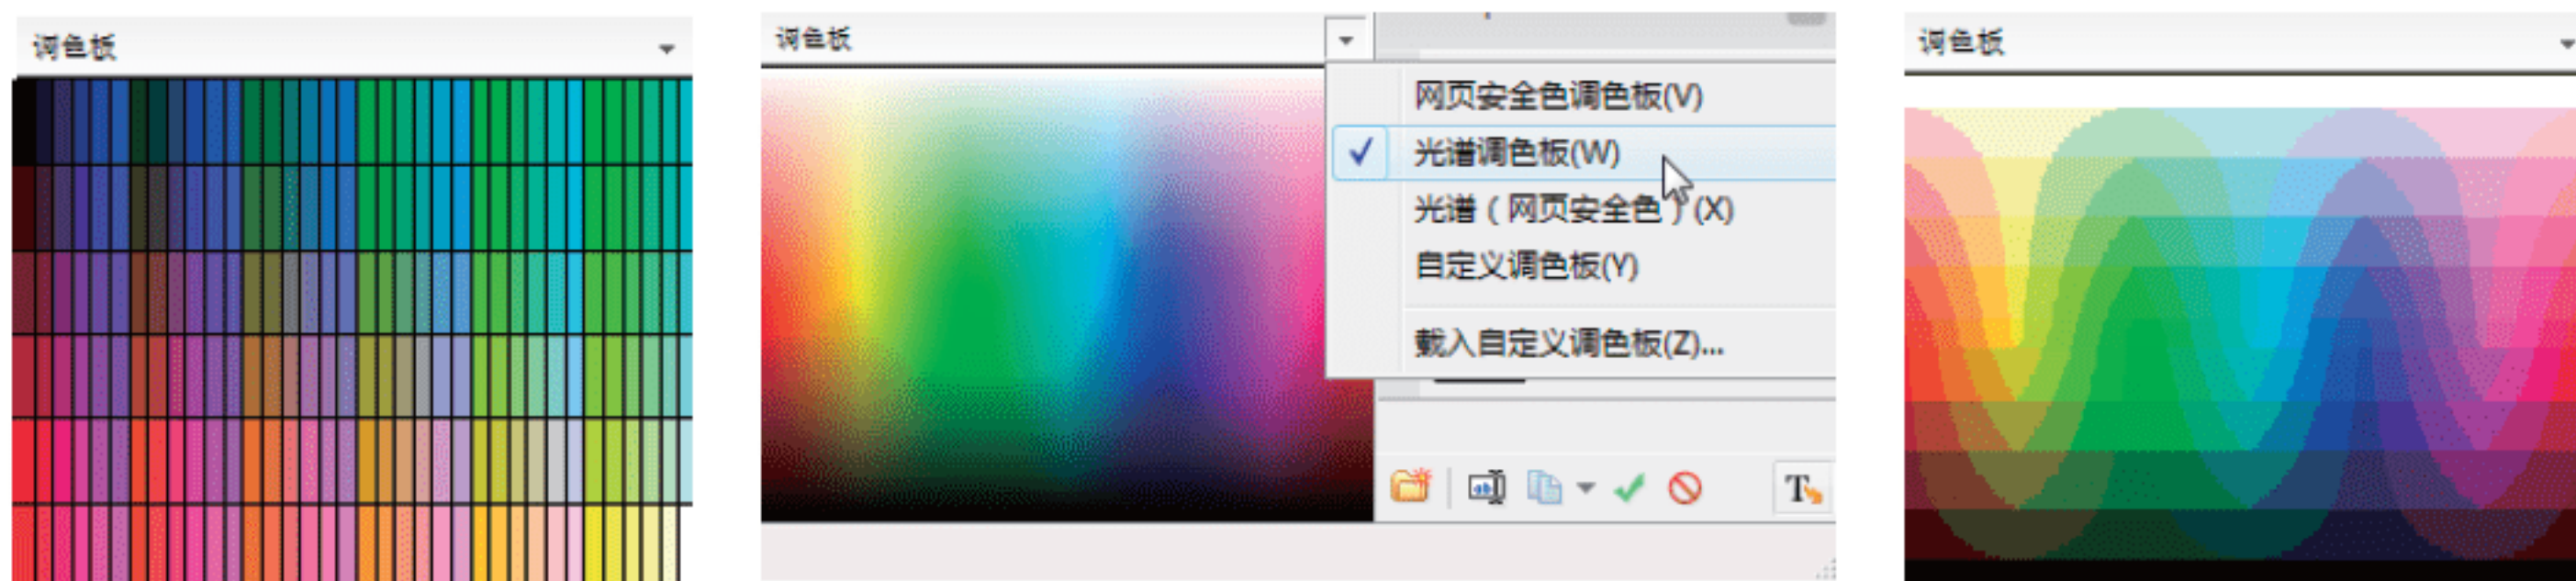 调色板
调色板
网页安全色调色板(V)
光谱调色板(W)
光谱（网页安全色）(X)
自定义调色板(Y)
载入自定义调色板(Z)...
调色板